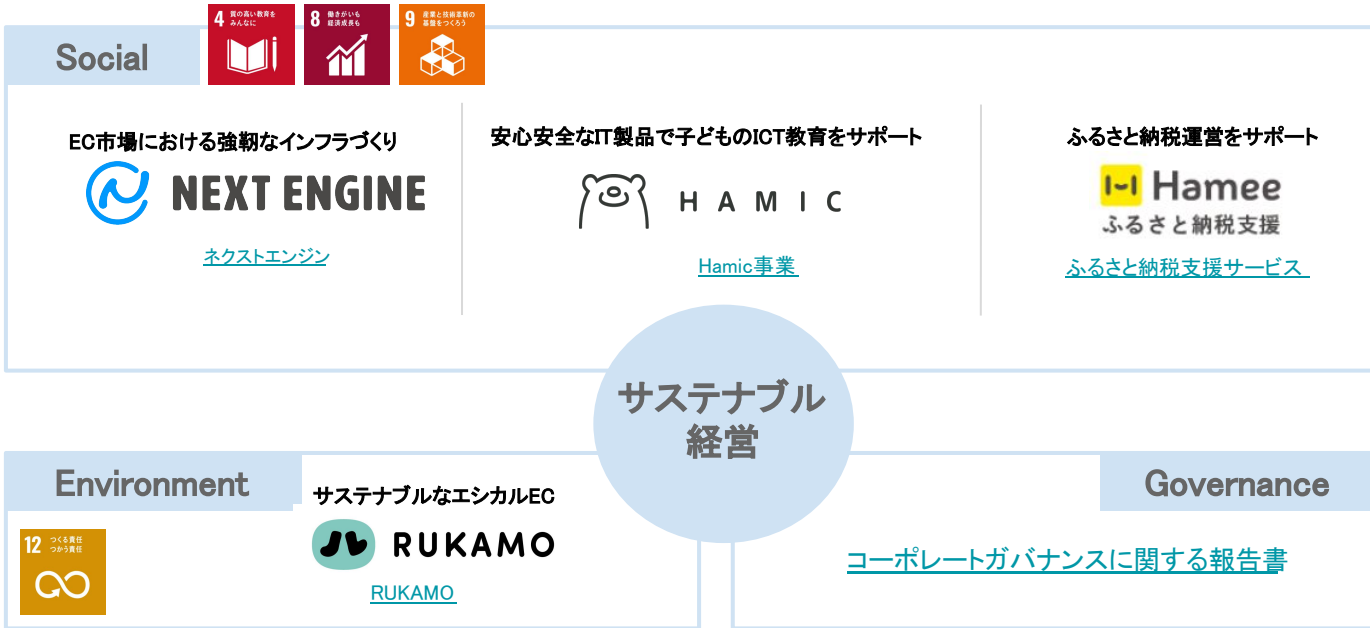 Social
4 質の高い教育を
みんなに
8 働きがいも
経済成長も
9 産業と技術革新の
基盤をつくろう
EC市場における強靭なインフラづくり
NEXT ENGINE
ネクストエンジン
安心安全なIT製品で子どものICT教育をサポート
HAMIC
Hamic事業
ふるさと納税運営をサポート
Hamee
ふるさと納税支援
ふるさと納税支援サービス
サステナブル
経営
Environment
12 つくる責任
つかう責任
サステナブルなエシカルEC
RUKAMO
RUKAMO
Governance
コーポレートガバナンスに関する報告書